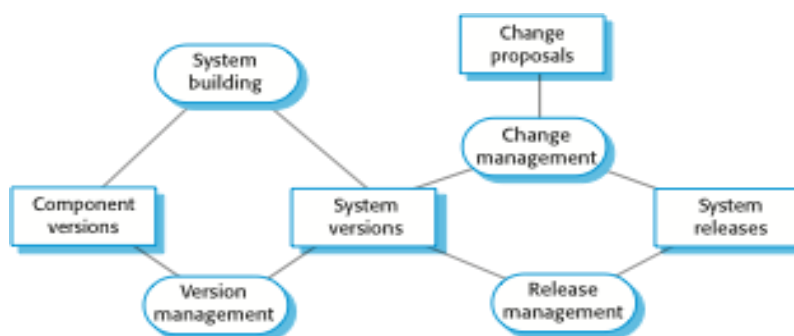 Change
proposals
System
building
Change
management
Component
versions
System
versions
System
releases
Version
management
Release
management